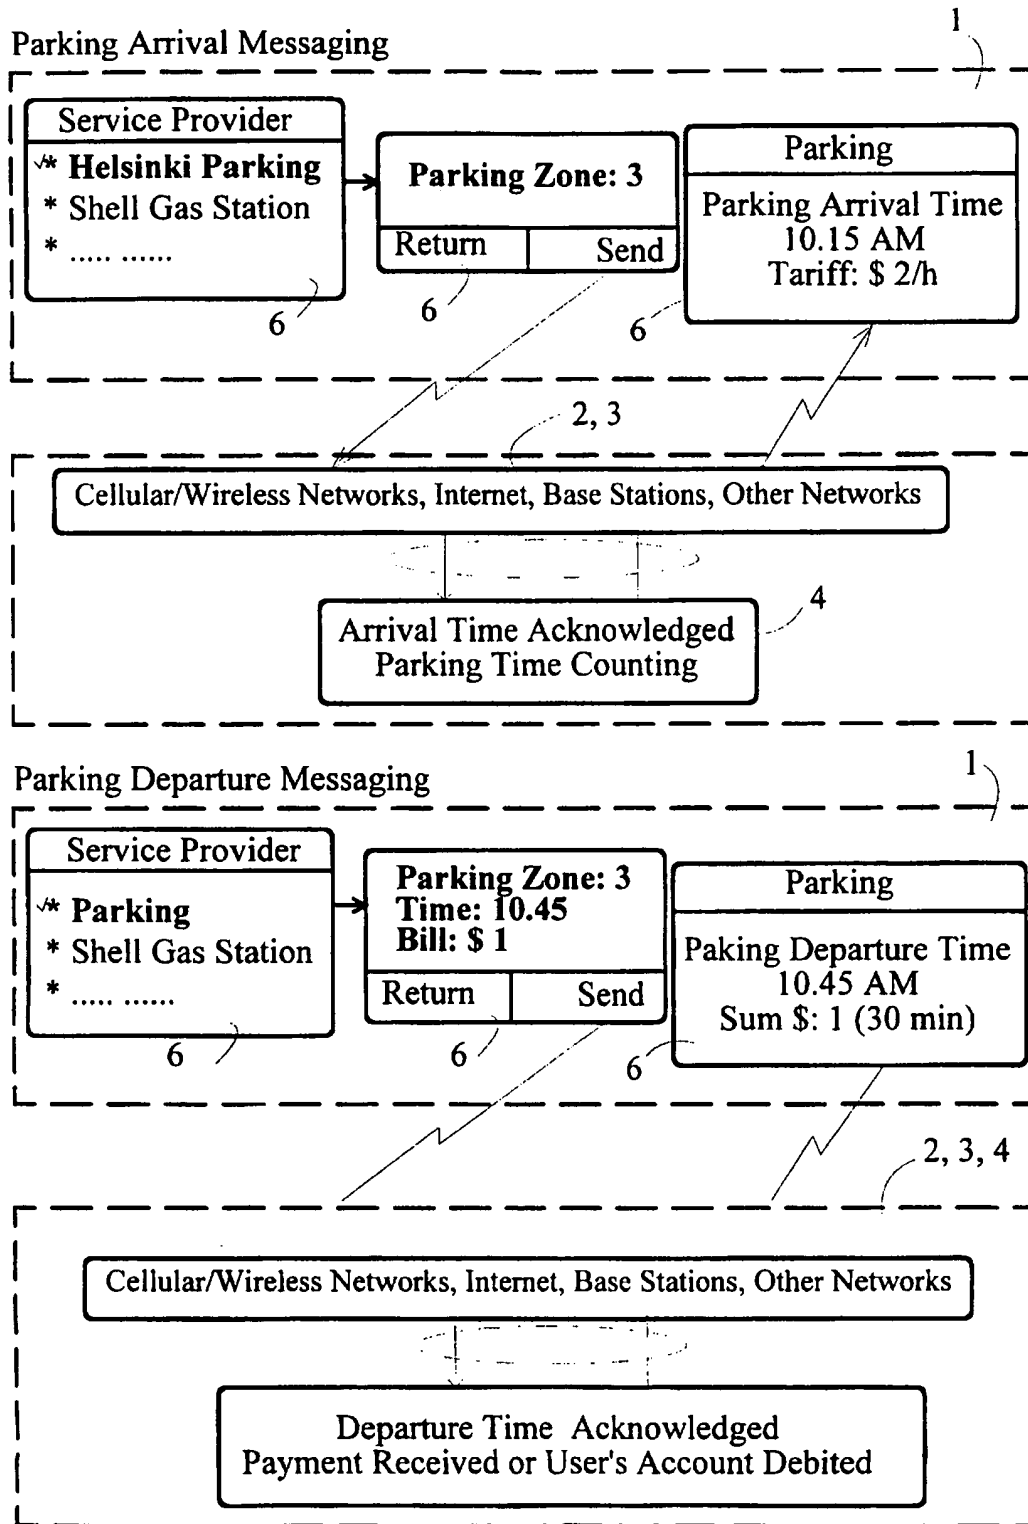 Parking Arrival Messaging
1
Service Provider
√* Helsinki Parking
* Shell Gas Station
* ..... ......
6
Parking Zone: 3
Return Send
6
Parking
Parking Arrival Time
10.15 AM
Tariff: $ 2/h
6
2, 3
Cellular/Wireless Networks, Internet, Base Stations, Other Networks
Arrival Time Acknowledged
Parking Time Counting
4
Parking Departure Messaging
1
Service Provider
√* Parking
* Shell Gas Station
* ..... ......
6
Parking Zone: 3
Time: 10.45
Bill: $ 1
Return Send
6
Parking
Paking Departure Time
10.45 AM
Sum $: 1 (30 min)
6
2, 3, 4
Cellular/Wireless Networks, Internet, Base Stations, Other Networks
Departure Time Acknowledged
Payment Received or User's Account Debited